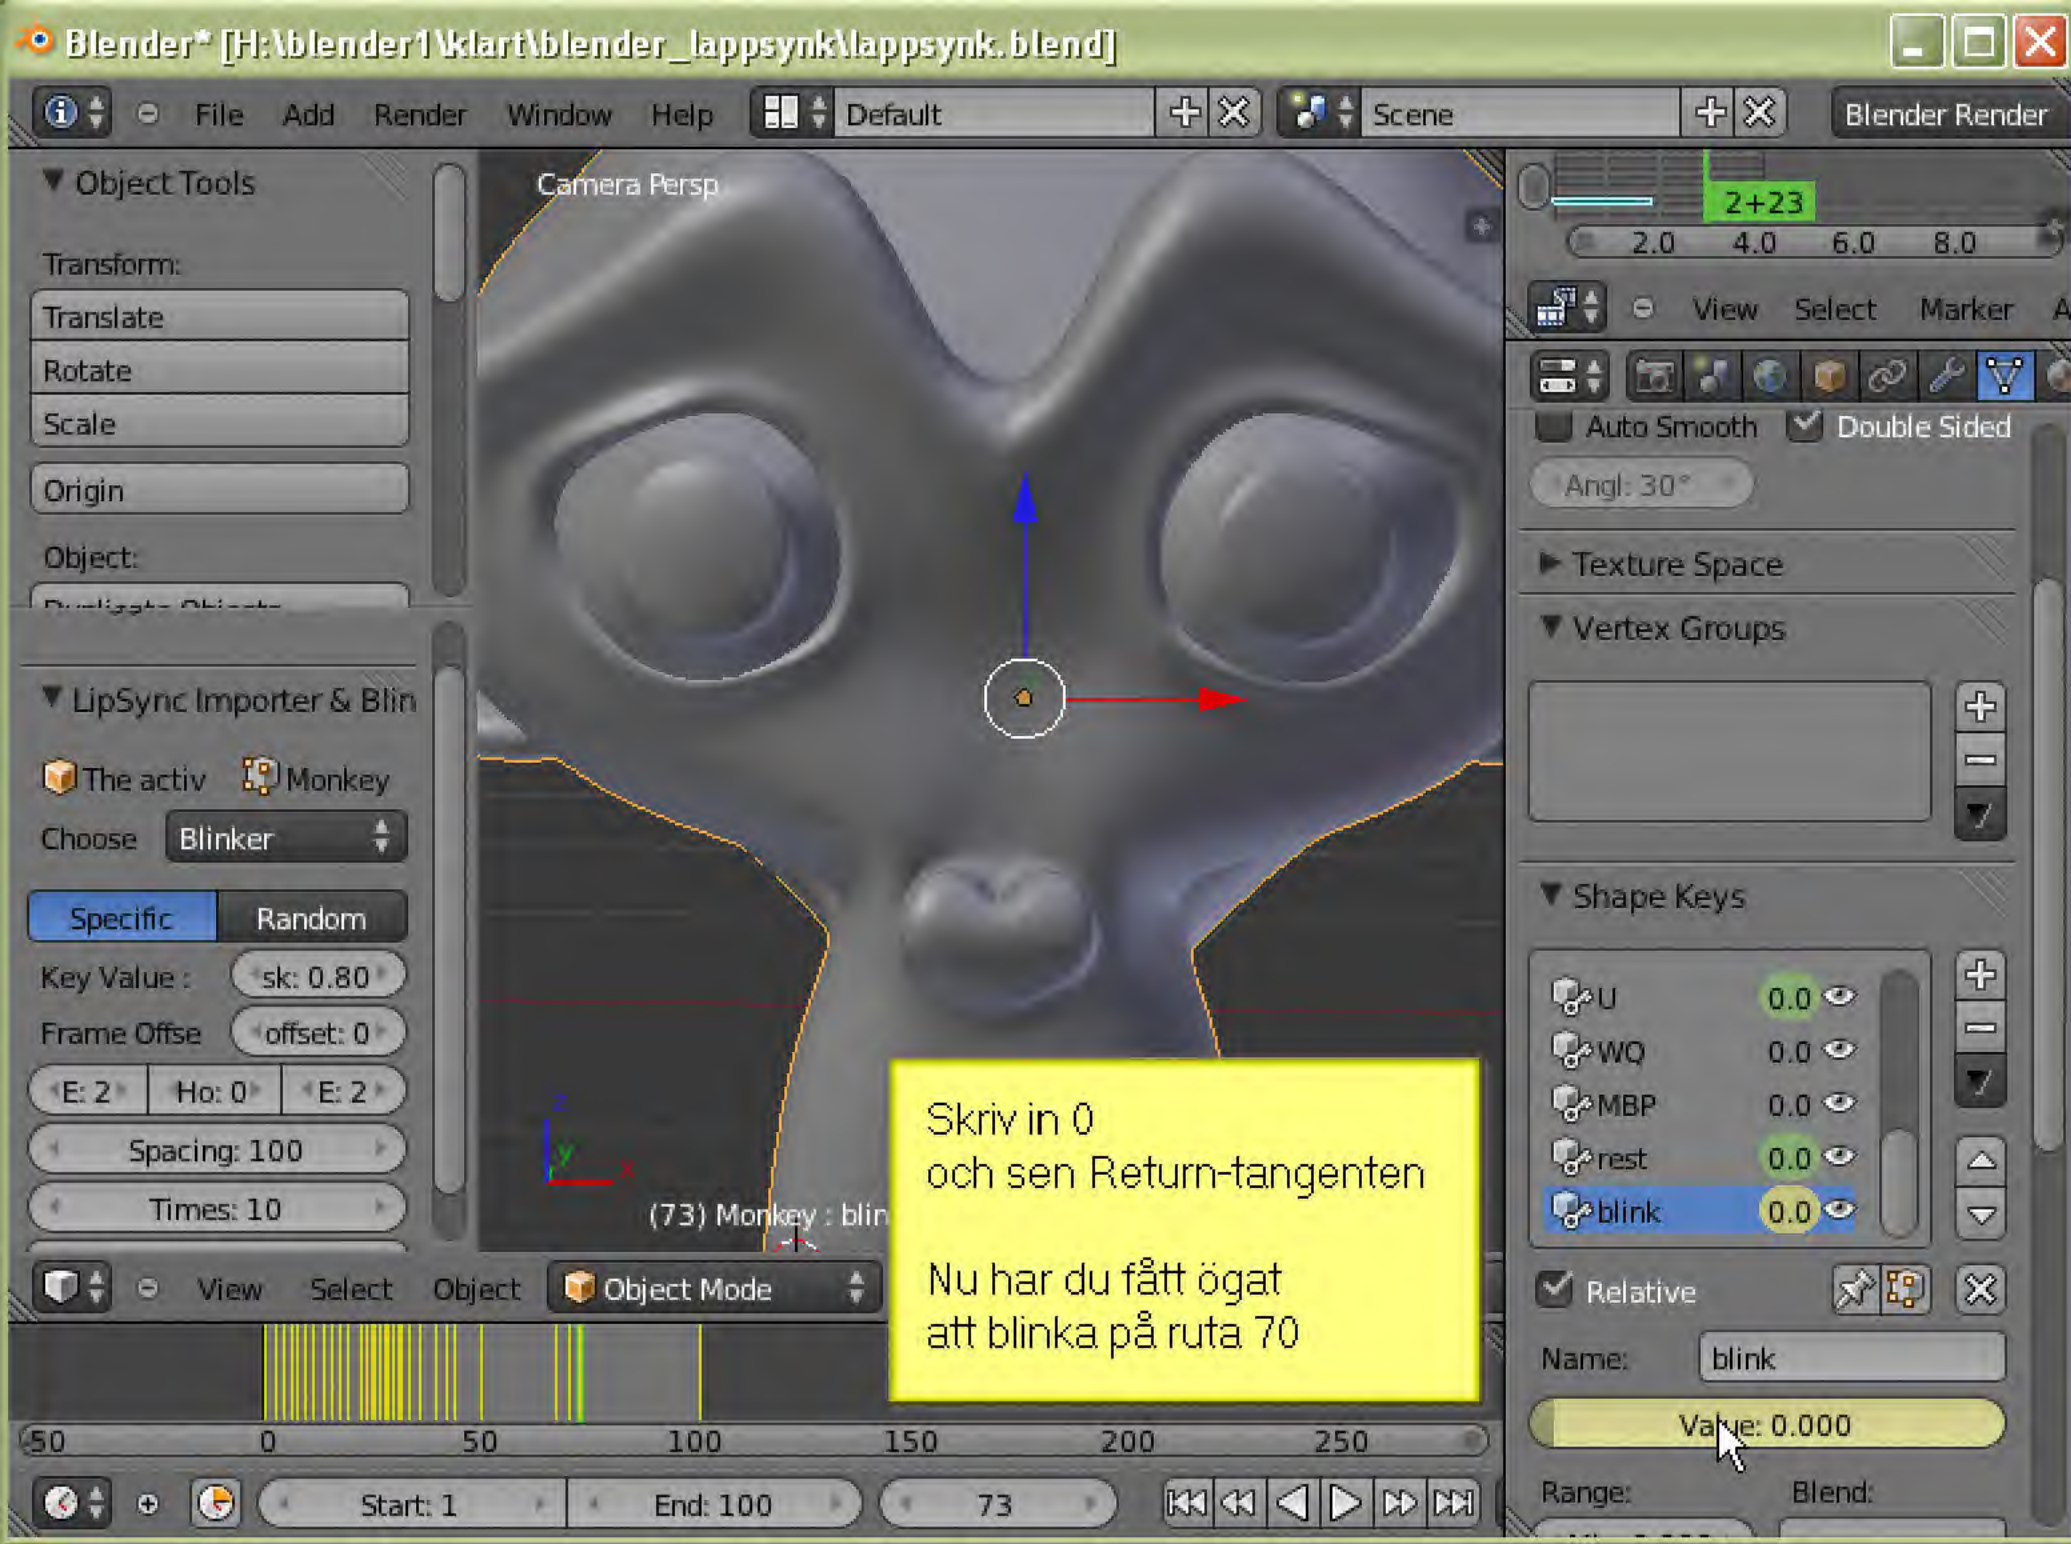 Blender* [H:\blender1\klart\blender_lappsynk\lappsynk.blend]
File Add Render Window Help Default Scene Blender Render
Object Tools
Transform:
Translate
Rotate
Scale
Origin
Object:
Duplicate Objects
LipSync Importer & Blin
The activ Monkey
Choose Blinker
Specific Random
Key Value : sk: 0.80
Frame Offse offset: 0
E: 2 Ho: 0 E: 2
Spacing: 100
Times: 10
Camera Persp
z
y
x
(73) Monkey : blin
Skriv in 0
och sen Return-tangenten
Nu har du fått ögat
att blinka på ruta 70
View Select Object Object Mode
-50 0 50 100 150 200 250
Start: 1 End: 100 73
2+23
2.0 4.0 6.0 8.0
View Select Marker A
Auto Smooth Double Sided
Angl: 30°
Texture Space
Vertex Groups
Shape Keys
U 0.0
WQ 0.0
MBP 0.0
rest 0.0
blink 0.0
Relative
Name: blink
Value: 0.000
Range: Blend: